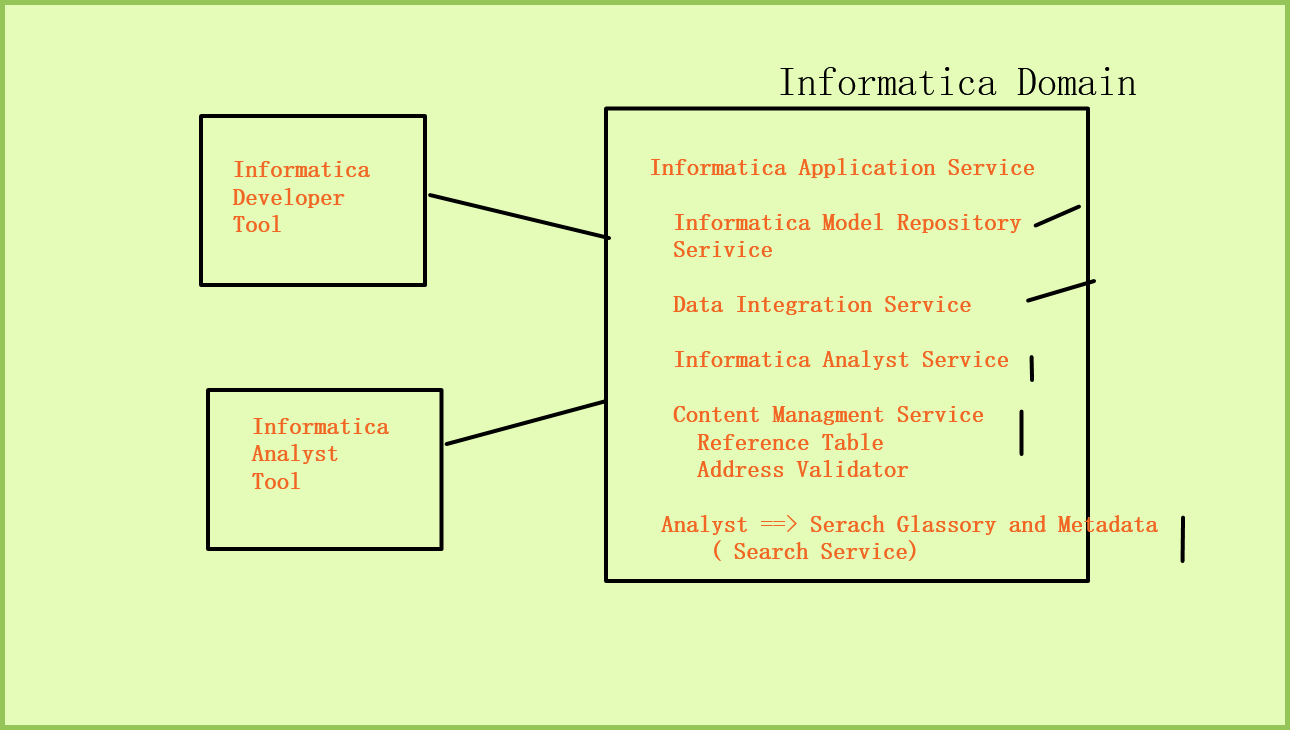 Informatica Domain
Informatica
Developer
Tool
Informatica
Analyst
Tool
Informatica Application Service
Informatica Model Repository
Serivice
Data Integration Service
Informatica Analyst Service
Content Managment Service
Reference Table
Address Validator
Analyst ==> Serach Glassory and Metadata
( Search Service)